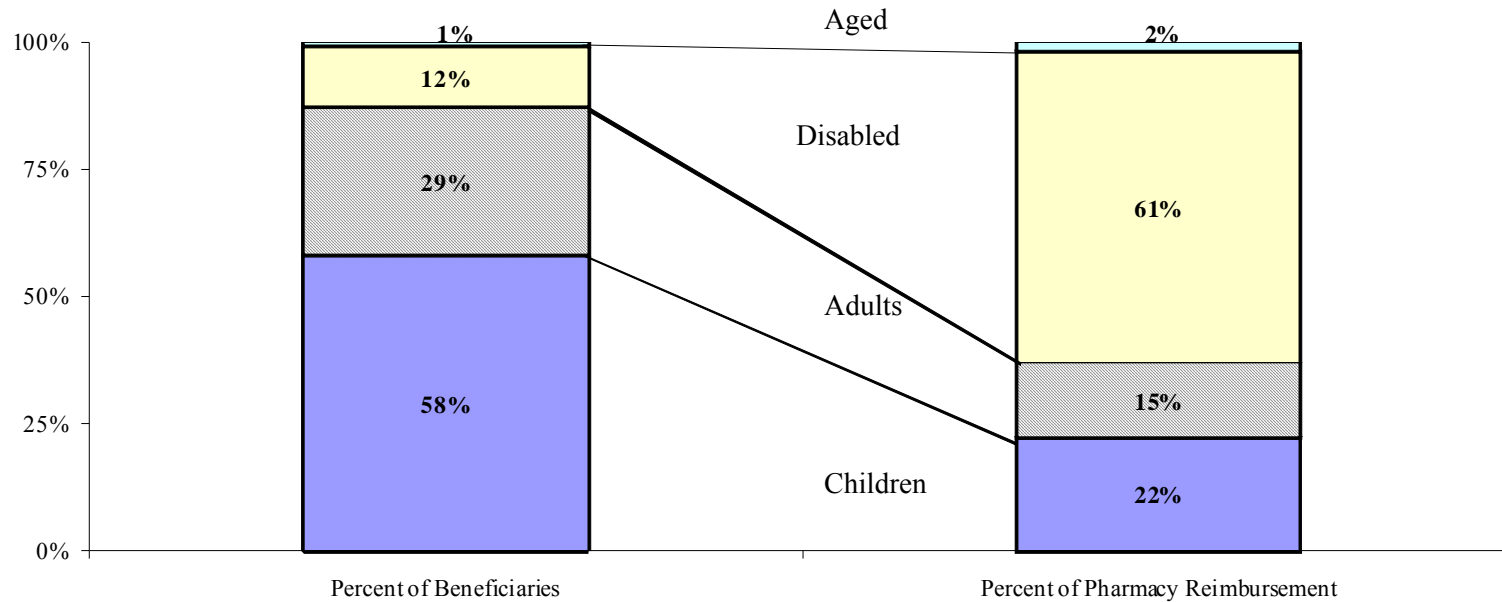 Aged
100%
1%
2%
12%
Disabled
75%
29%
61%
50%
Adults
58%
15%
25%
Children
22%
0%
Percent of Beneficiaries
Percent of Pharmacy Reimbursement